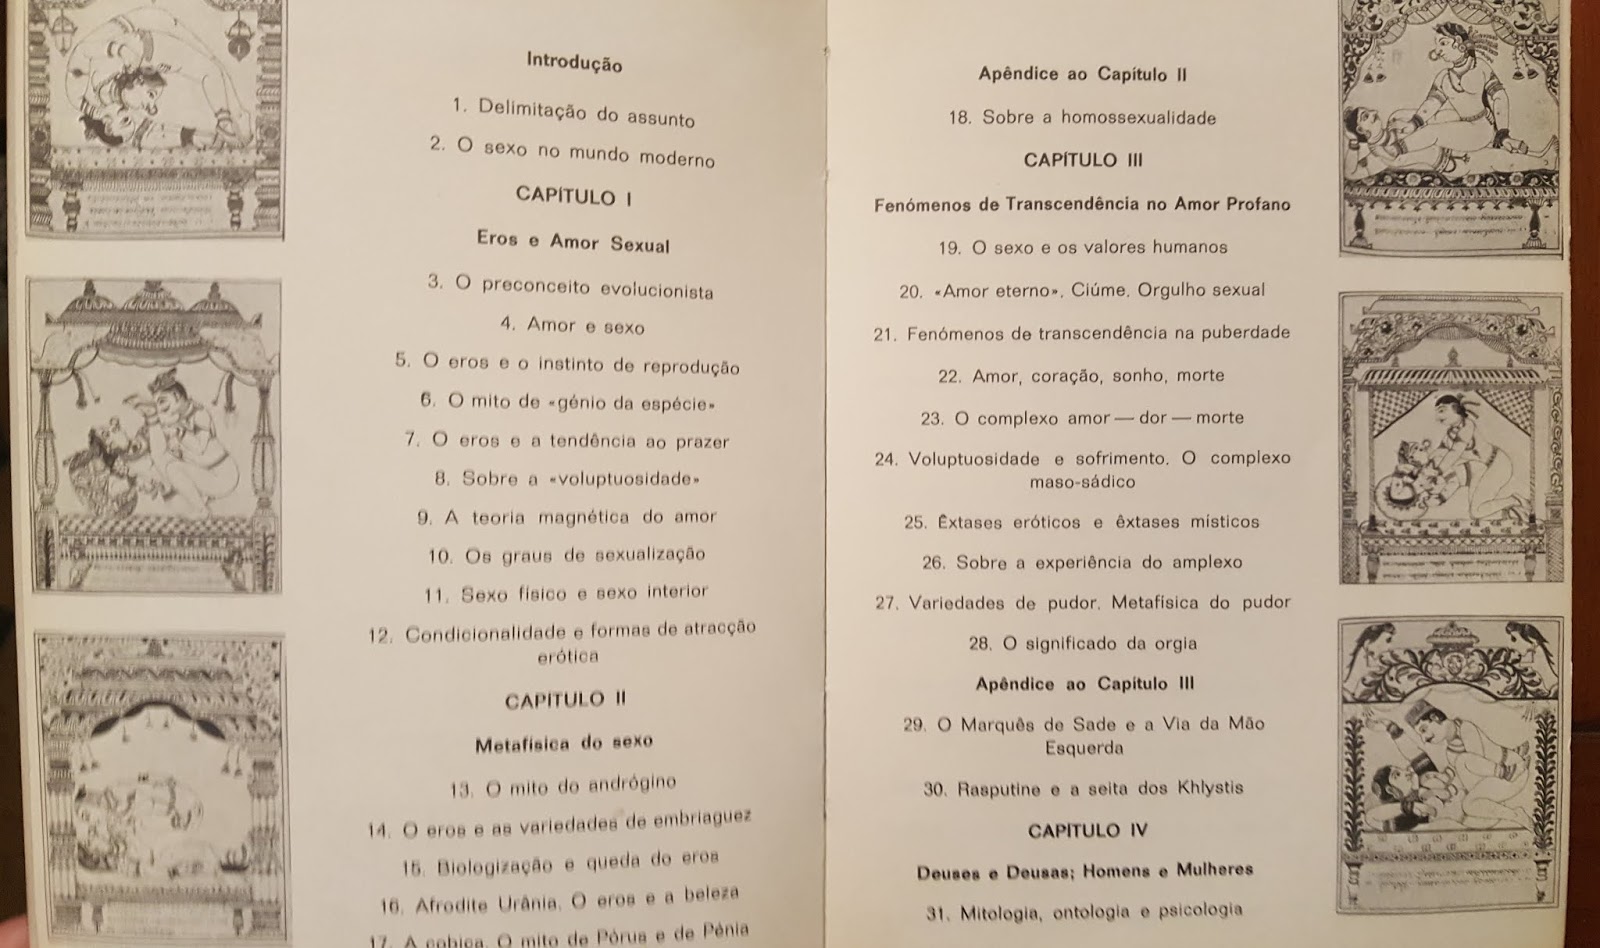 Introdução
1. Delimitação do assunto
2. O sexo no mundo moderno
CAPÍTULO I
Eros e Amor Sexual
3. O preconceito evolucionista
4. Amor e sexo
5. O eros e o instinto de reprodução
6. O mito de «génio da espécie»
7. O eros e a tendência ao prazer
8. Sobre a «voluptuosidade»
9. A teoria magnética do amor
10. Os graus de sexualização
11. Sexo físico e sexo interior
12. Condicionalidade e formas de atracção
erótica
CAPÍTULO II
Metafísica do sexo
13. O mito do andrógino
14. O eros e as variedades de embriaguez
15. Biologização e queda do eros
16. Afrodite Urânia. O eros e a beleza
17. A cobiça. O mito de Pórus e de Pénia
Apêndice ao Capítulo II
18. Sobre a homossexualidade
CAPÍTULO III
Fenómenos de Transcendência no Amor Profano
19. O sexo e os valores humanos
20. «Amor eterno». Ciúme. Orgulho sexual
21. Fenómenos de transcendência na puberdade
22. Amor, coração, sonho, morte
23. O complexo amor — dor — morte
24. Voluptuosidade e sofrimento. O complexo
maso-sádico
25. Êxtases eróticos e êxtases místicos
26. Sobre a experiência do amplexo
27. Variedades de pudor. Metafísica do pudor
28. O significado da orgia
Apêndice ao Capítulo III
29. O Marquês de Sade e a Via da Mão
Esquerda
30. Rasputine e a seita dos Khlystis
CAPÍTULO IV
Deuses e Deusas; Homens e Mulheres
31. Mitologia, ontologia e psicologia